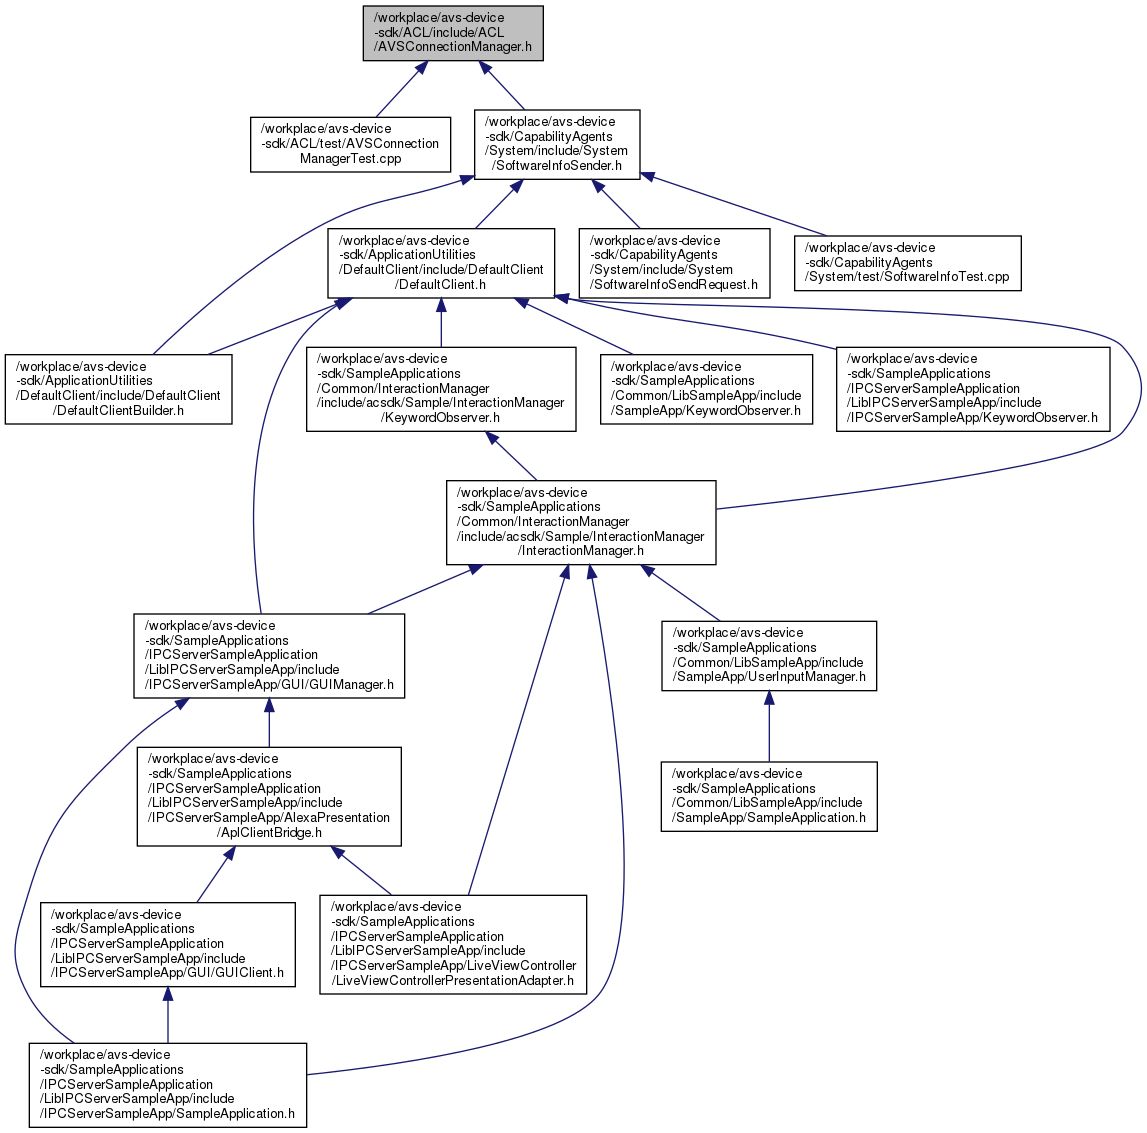 /workplace/avs-device
-sdk/ACL/include/ACL
/AVSConnectionManager.h
/workplace/avs-device
-sdk/ACL/test/AVSConnection
ManagerTest.cpp
/workplace/avs-device
-sdk/CapabilityAgents
/System/include/System
/SoftwareInfoSender.h
/workplace/avs-device
-sdk/ApplicationUtilities
/DefaultClient/include/DefaultClient
/DefaultClient.h
/workplace/avs-device
-sdk/CapabilityAgents
/System/include/System
/SoftwareInfoSendRequest.h
/workplace/avs-device
-sdk/CapabilityAgents
/System/test/SoftwareInfoTest.cpp
/workplace/avs-device
-sdk/ApplicationUtilities
/DefaultClient/include/DefaultClient
/DefaultClientBuilder.h
/workplace/avs-device
-sdk/SampleApplications
/Common/InteractionManager
/include/acsdk/Sample/InteractionManager
/KeywordObserver.h
/workplace/avs-device
-sdk/SampleApplications
/Common/LibSampleApp/include
/SampleApp/KeywordObserver.h
/workplace/avs-device
-sdk/SampleApplications
/IPCServerSampleApplication
/LibIPCServerSampleApp/include
/IPCServerSampleApp/KeywordObserver.h
/workplace/avs-device
-sdk/SampleApplications
/Common/InteractionManager
/include/acsdk/Sample/InteractionManager
/InteractionManager.h
/workplace/avs-device
-sdk/SampleApplications
/IPCServerSampleApplication
/LibIPCServerSampleApp/include
/IPCServerSampleApp/GUI/GUIManager.h
/workplace/avs-device
-sdk/SampleApplications
/Common/LibSampleApp/include
/SampleApp/UserInputManager.h
/workplace/avs-device
-sdk/SampleApplications
/IPCServerSampleApplication
/LibIPCServerSampleApp/include
/IPCServerSampleApp/AlexaPresentation
/AplClientBridge.h
/workplace/avs-device
-sdk/SampleApplications
/Common/LibSampleApp/include
/SampleApp/SampleApplication.h
/workplace/avs-device
-sdk/SampleApplications
/IPCServerSampleApplication
/LibIPCServerSampleApp/include
/IPCServerSampleApp/GUI/GUIClient.h
/workplace/avs-device
-sdk/SampleApplications
/IPCServerSampleApplication
/LibIPCServerSampleApp/include
/IPCServerSampleApp/LiveViewController
/LiveViewControllerPresentationAdapter.h
/workplace/avs-device
-sdk/SampleApplications
/IPCServerSampleApplication
/LibIPCServerSampleApp/include
/IPCServerSampleApp/SampleApplication.h